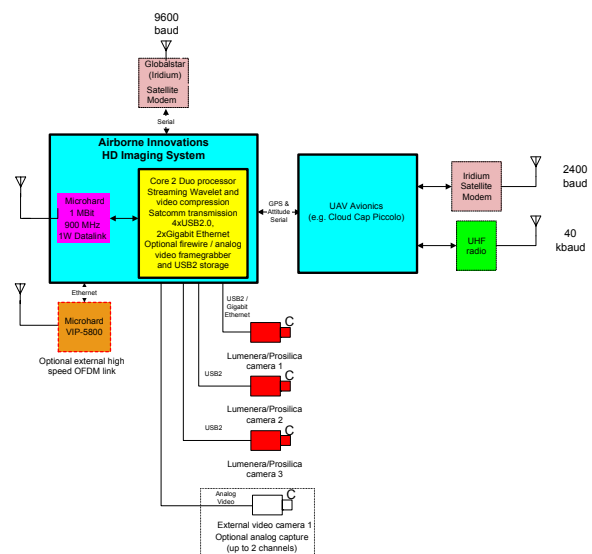 9600
baud
Globalstar
(Iridium)
Satellite
Modem
Serial
Airborne Innovations
HD Imaging System
Core 2 Duo processor
Streaming Wavelet and
video compression
Satcomm transmission
4xUSB2.0,
2xGigabit Ethernet
Optional firewire / analog
video framegrabber
and USB2 storage
Microhard
1 MBit
900 MHz
1W Datalink
GPS &
Attitude
Serial
UAV Avionics
(e.g. Cloud Cap Piccolo)
Iridium
Satellite
Modem
2400
baud
UHF
radio
40
kbaud
Ethernet
Microhard
VIP-5800
Optional external high
speed OFDM link
USB2 /
Gigabit
Ethernet
C
Lumenera/Prosilica
camera 1
USB2
C
Lumenera/Prosilica
camera 2
USB2
C
Lumenera/Prosilica
camera 3
Analog
Video
C
External video camera 1
Optional analog capture
(up to 2 channels)